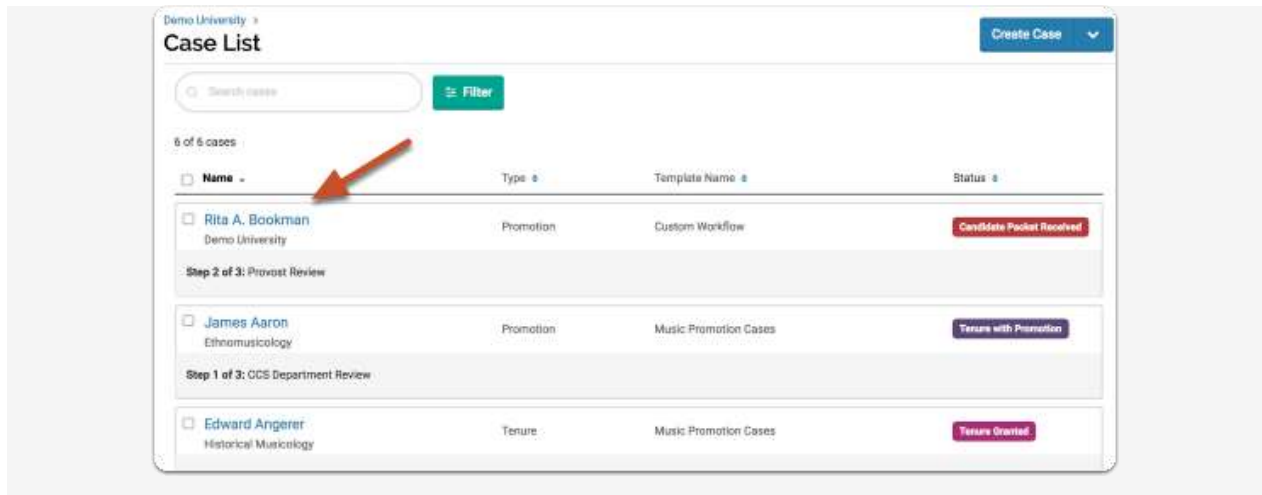 Demo University
Case List
Create Case
Search cases
Filter
6 of 6 cases
Name Type Template Name Status
Rita A. Bookman Promotion Custom Workflow Candidate Packet Received
Demo University
Step 2 of 3: Provost Review
James Aaron Promotion Music Promotion Cases Tenure with Promotion
Ethnomusicology
Step 1 of 3: CCS Department Review
Edward Angerer Tenure Music Promotion Cases Tenure Granted
Historical Musicology